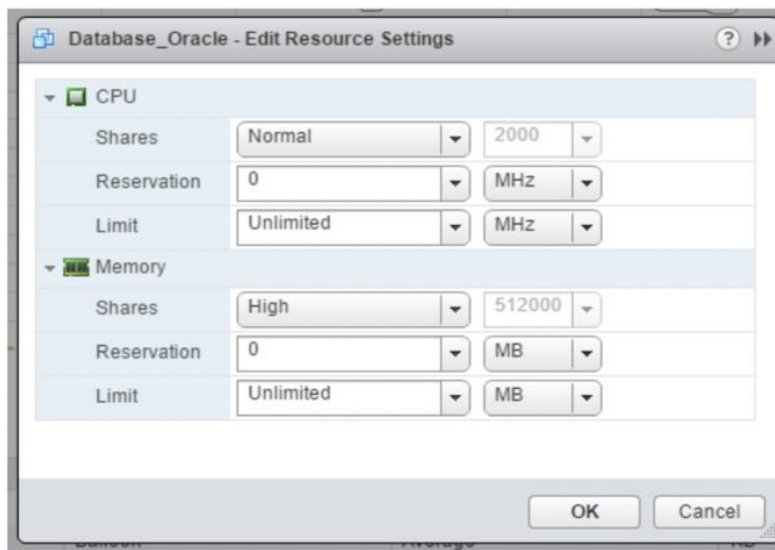 Database_Oracle - Edit Resource Settings ?
CPU
Shares Normal 2000
Reservation 0 MHz
Limit Unlimited MHz
Memory
Shares High 512000
Reservation 0 MB
Limit Unlimited MB
OK Cancel